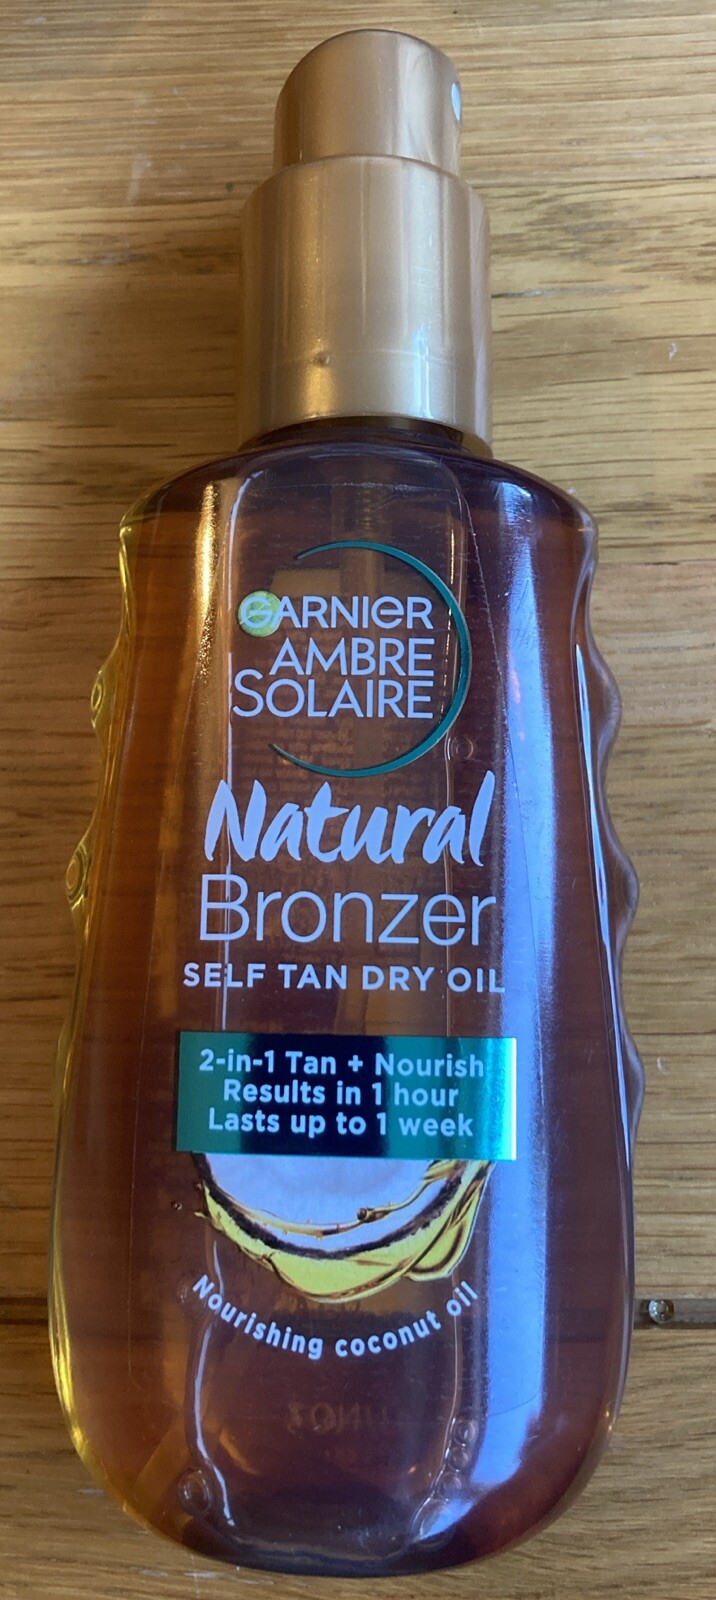 GARNIER
AMBRE
SOLAIRE
Natural
Bronzer
SELF TAN DRY OIL
2-in-1 Tan + Nourish
Results in 1 hour
Lasts up to 1 week
Nourishing coconut oil